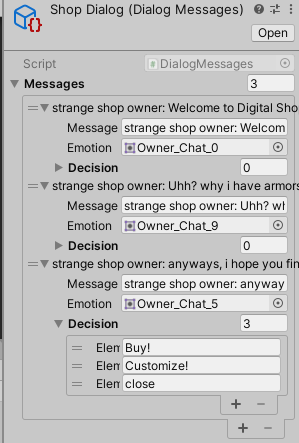 Shop Dialog (Dialog Messages)
Open
Script DialogMessages
Messages 3
strange shop owner: Welcome to Digital Sho
Message strange shop owner: Welcom
Emotion Owner_Chat_0
Decision 0
strange shop owner: Uhh? why i have armors
Message strange shop owner: Uhh? wh
Emotion Owner_Chat_9
Decision 0
strange shop owner: anyways, i hope you fin
Message strange shop owner: anyway
Emotion Owner_Chat_5
Decision 3
Elem Buy!
Elem Customize!
Elem close